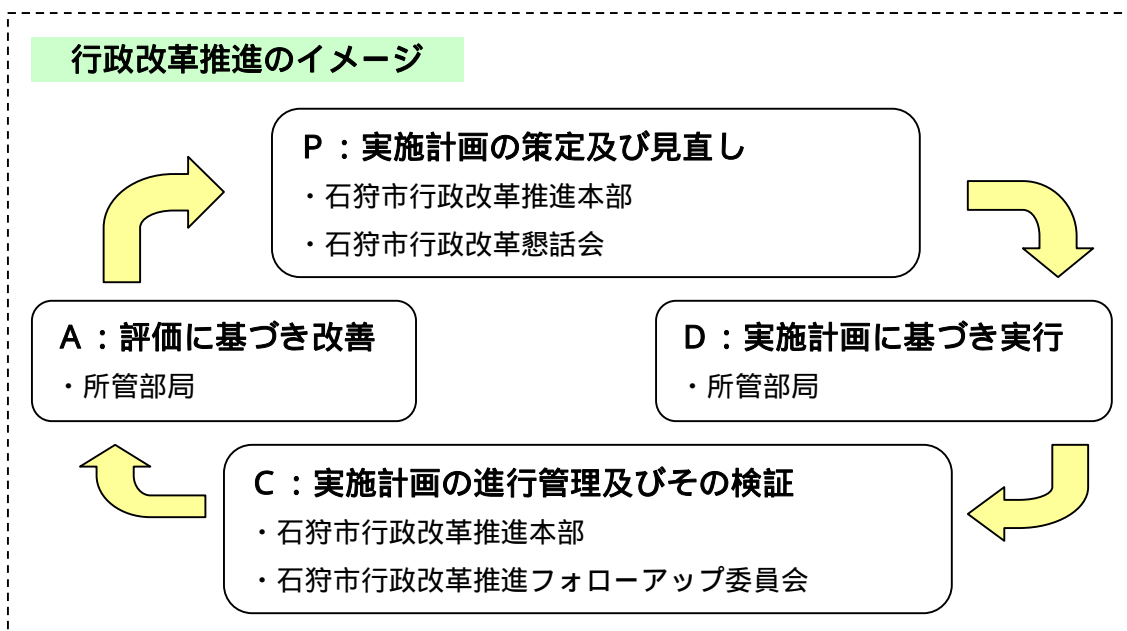 行政改革推進のイメージ
P：実施計画の策定及び見直し
・石狩市行政改革推進本部
・石狩市行政改革懇話会
A：評価に基づき改善
・所管部局
D：実施計画に基づき実行
・所管部局
C：実施計画の進行管理及びその検証
・石狩市行政改革推進本部
・石狩市行政改革推進フォローアップ委員会